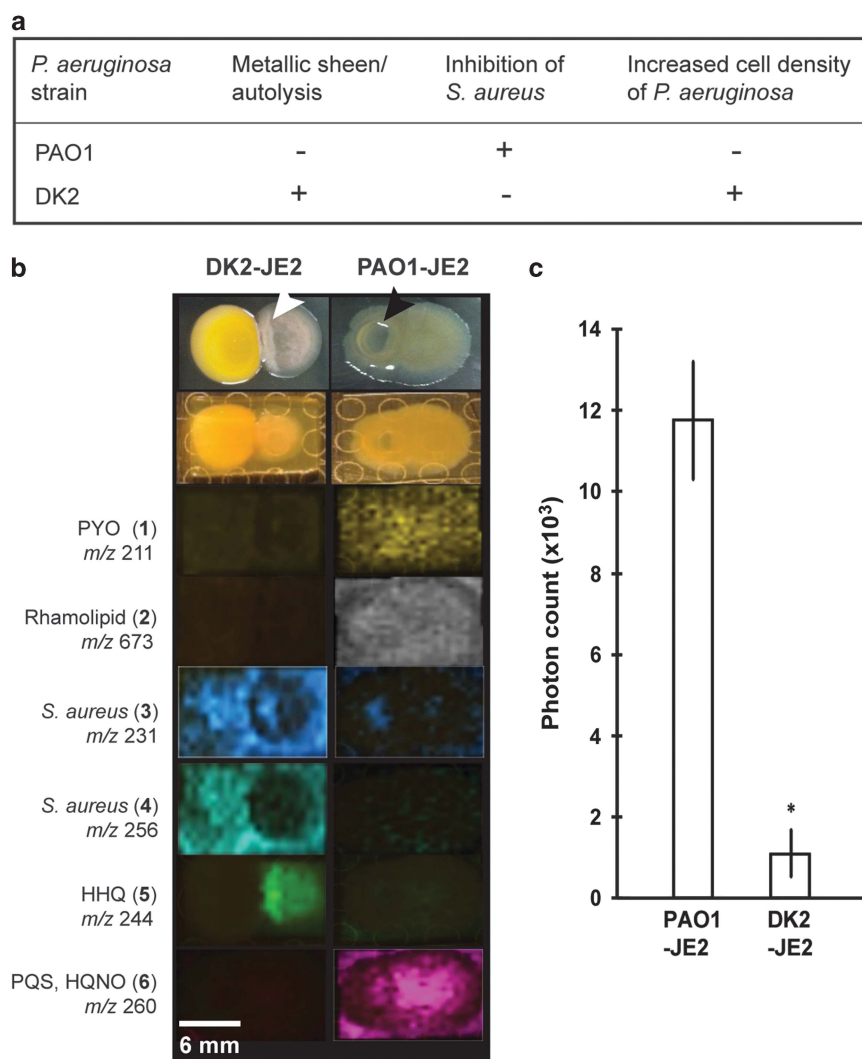 a
P. aeruginosa strain
Metallic sheen/ autolysis
Inhibition of S. aureus
Increased cell density of P. aeruginosa
PAO1 - + -
DK2 + - +
b
DK2-JE2 PAO1-JE2
PYO (1)
m/z 211
Rhamolipid (2)
m/z 673
S. aureus (3)
m/z 231
S. aureus (4)
m/z 256
HHQ (5)
m/z 244
PQS, HQNO (6)
m/z 260
6 mm
c
Photon count (x10³)
14
12
10
8
6
4
2
0
*
PAO1
-JE2
DK2
-JE2